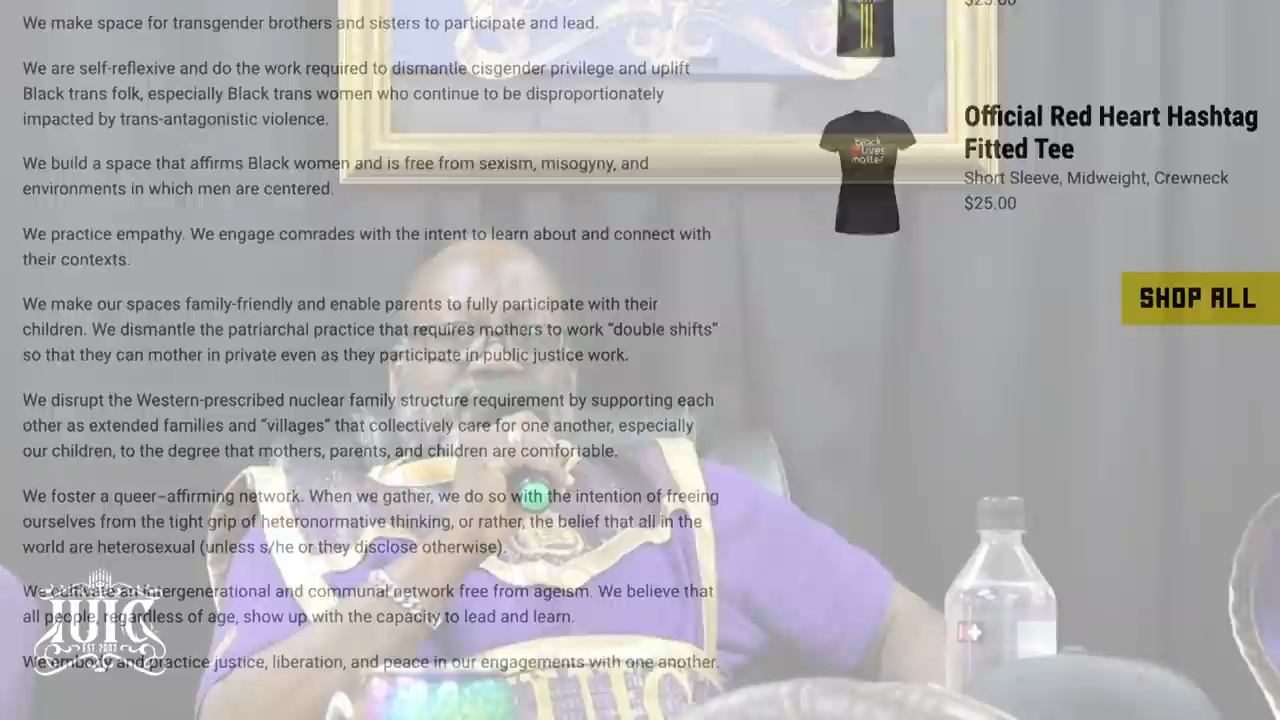 We make space for transgender brothers and sisters to participate and lead.
We are self-reflexive and do the work required to dismantle cisgender privilege and uplift
Black trans folk, especially Black trans women who continue to be disproportionately
impacted by trans-antagonistic violence.
We build a space that affirms Black women and is free from sexism, misogyny, and
environments in which men are centered.
We practice empathy. We engage comrades with the intent to learn about and connect with
their contexts.
We make our spaces family-friendly and enable parents to fully participate with their
children. We dismantle the patriarchal practice that requires mothers to work “double shifts”
so that they can mother in private even as they participate in public justice work.
We disrupt the Western-prescribed nuclear family structure requirement by supporting each
other as extended families and “villages” that collectively care for one another, especially
our children, to the degree that mothers, parents, and children are comfortable.
We foster a queer-affirming network. When we gather, we do so with the intention of freeing
ourselves from the tight grip of heteronormative thinking, or rather, the belief that all in the
world are heterosexual (unless s/he or they disclose otherwise).
We cultivate an intergenerational and communal network free from ageism. We believe that
all people, regardless of age, show up with the capacity to lead and learn.
We embody and practice justice, liberation, and peace in our engagements with one another.
$25.00
Black
Lives
Matter
Official Red Heart Hashtag
Fitted Tee
Short Sleeve, Midweight, Crewneck
$25.00
SHOP ALL
IUIC
EST. 2003
IUIC